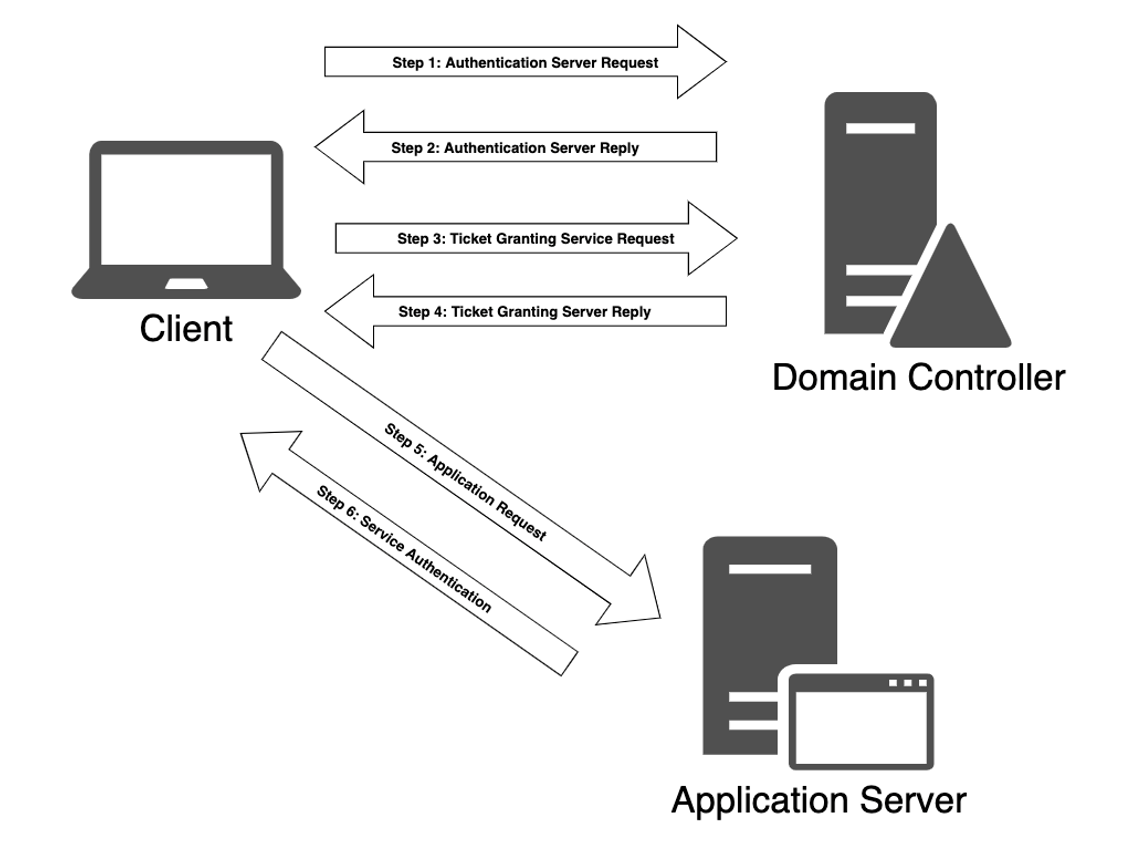 Step 1: Authentication Server Request
Step 2: Authentication Server Reply
Step 3: Ticket Granting Service Request
Step 4: Ticket Granting Server Reply
Client
Domain Controller
Step 5: Application Request
Step 6: Service Authentication
Application Server